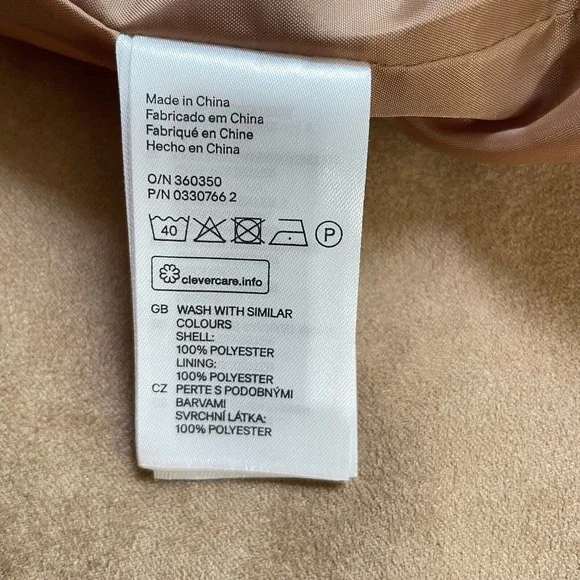 Made in China
Fabricado em China
Fabriqué en Chine
Hecho en China
O/N 360350
P/N 0330766 2
40 P
clevercare.info
GB WASH WITH SIMILAR
COLOURS
SHELL:
100% POLYESTER
LINING:
100% POLYESTER
CZ PERTE S PODOBNÝMI
BARVAMI
SVRCHNÍ LÁTKA:
100% POLYESTER